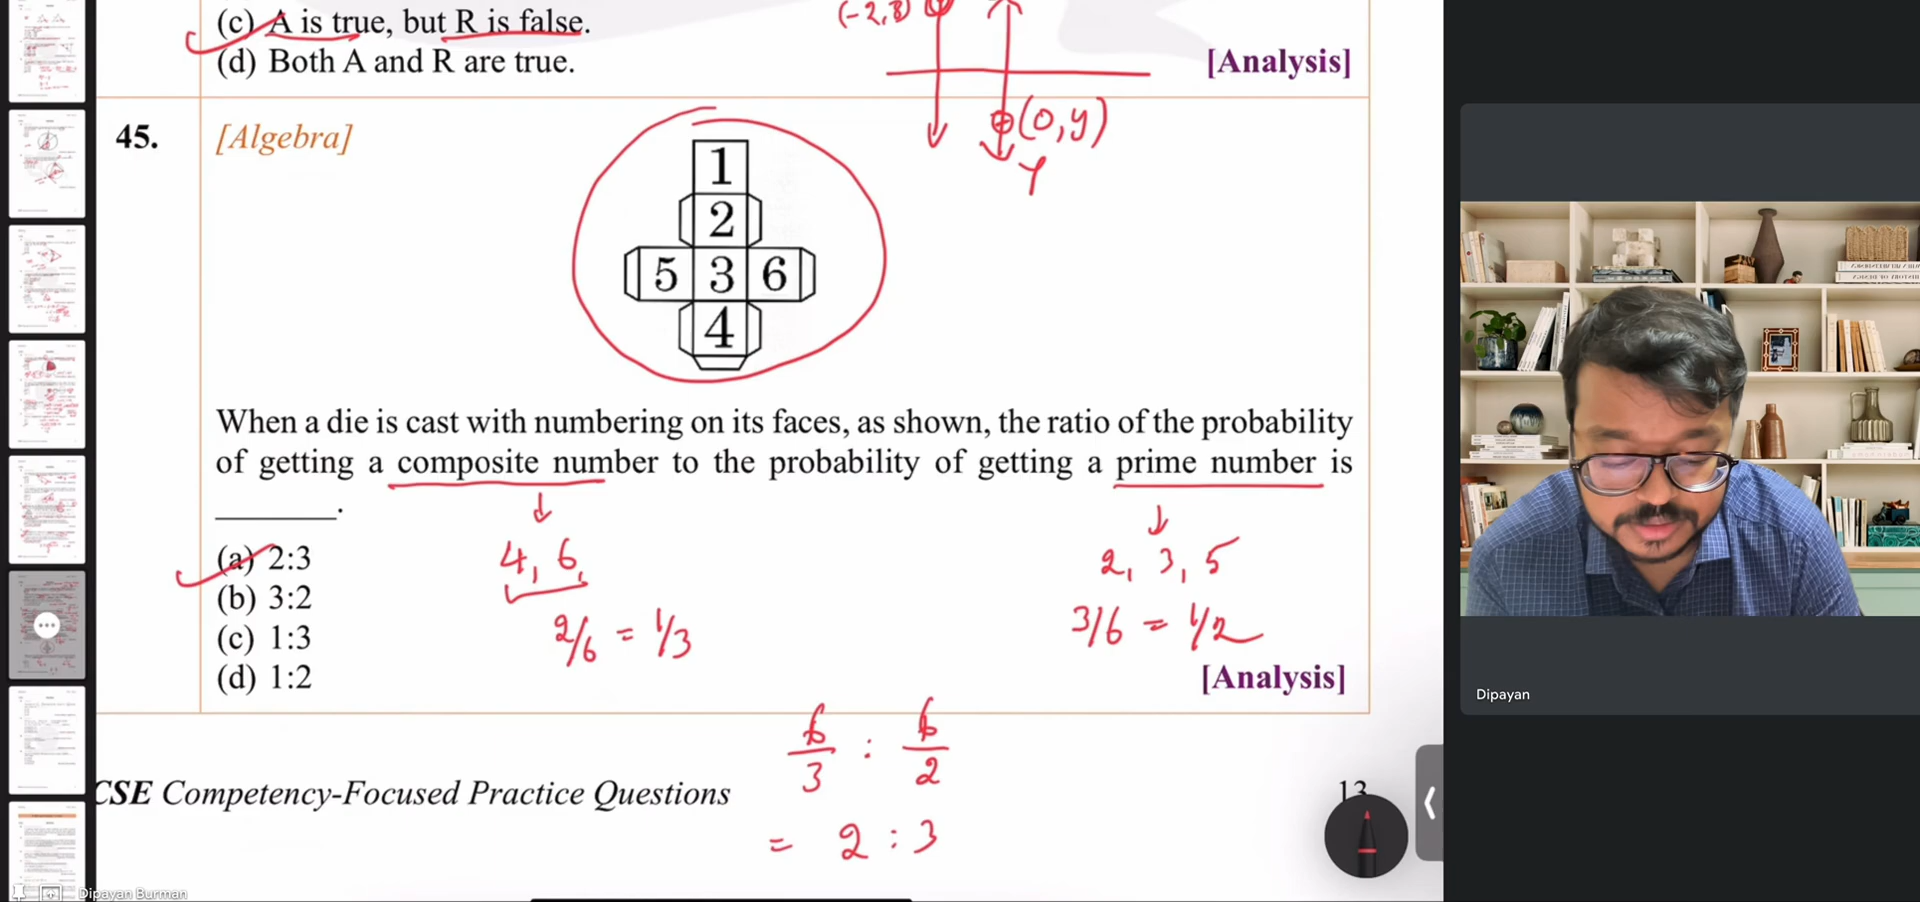 (c) A is true, but R is false.
(-2,8)
(d) Both A and R are true.
[Analysis]
(0,y)
Y
45.
[Algebra]
1
2
5 3 6
4
When a die is cast with numbering on its faces, as shown, the ratio of the probability
of getting a composite number to the probability of getting a prime number is
________.
(a) 2:3
(b) 3:2
(c) 1:3
(d) 1:2
4, 6,
2/6 = 1/3
2, 3, 5
3/6 = 1/2
[Analysis]
6/3 : 6/2
= 2 : 3
CSE Competency-Focused Practice Questions
13
Dipayan
Dipayan Burman